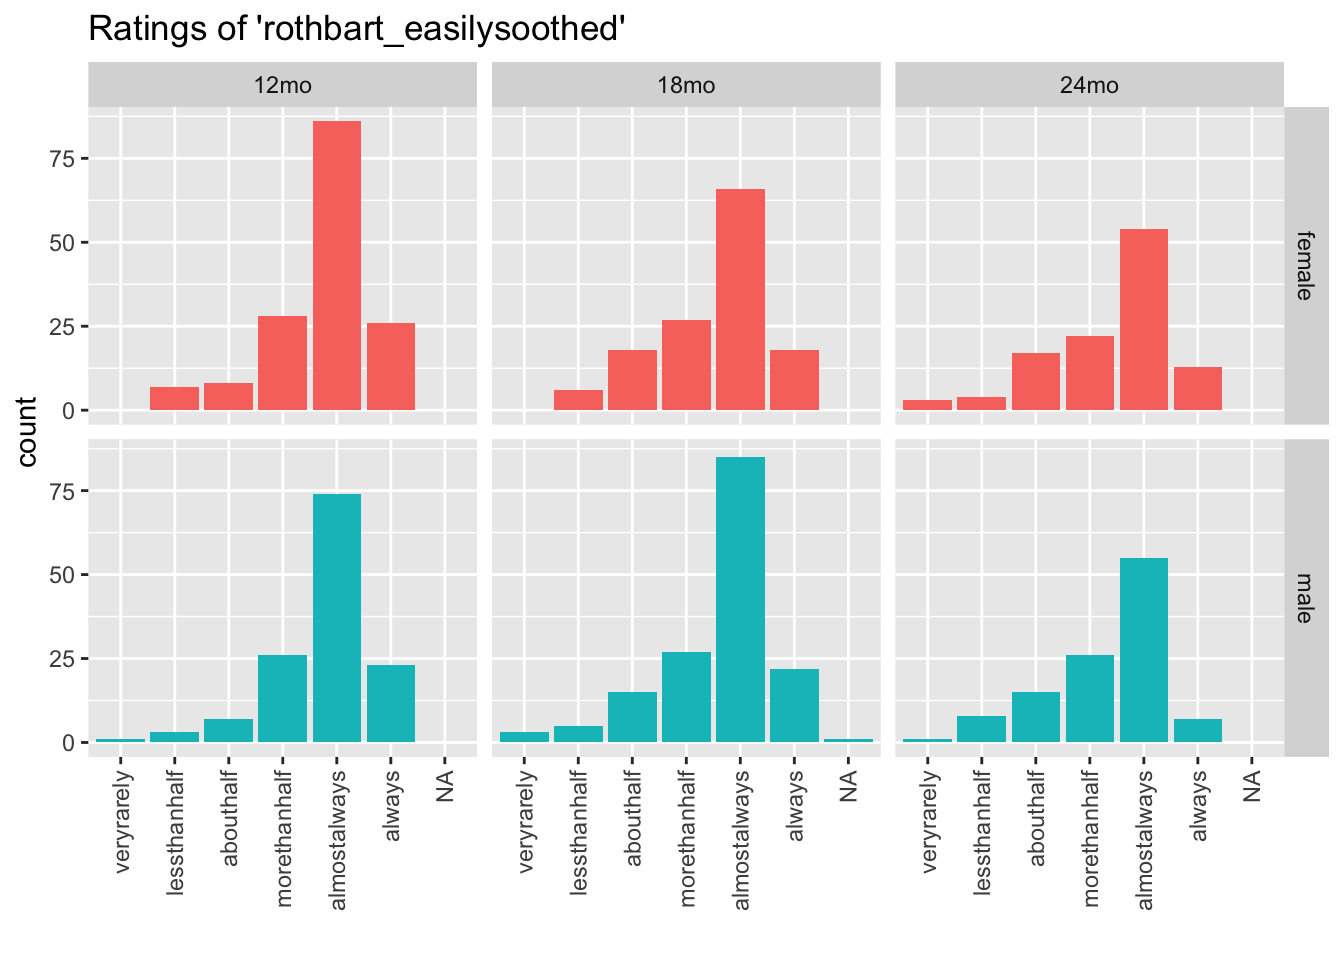 Ratings of 'rothbart_easilysoothed'
12mo 18mo 24mo
75
50
25
0
female
count
75
50
25
0
male
veryrarely lessthanhalf abouthalf morethanhalf almostalways always NA veryrarely lessthanhalf abouthalf morethanhalf almostalways always NA veryrarely lessthanhalf abouthalf morethanhalf almostalways always NA